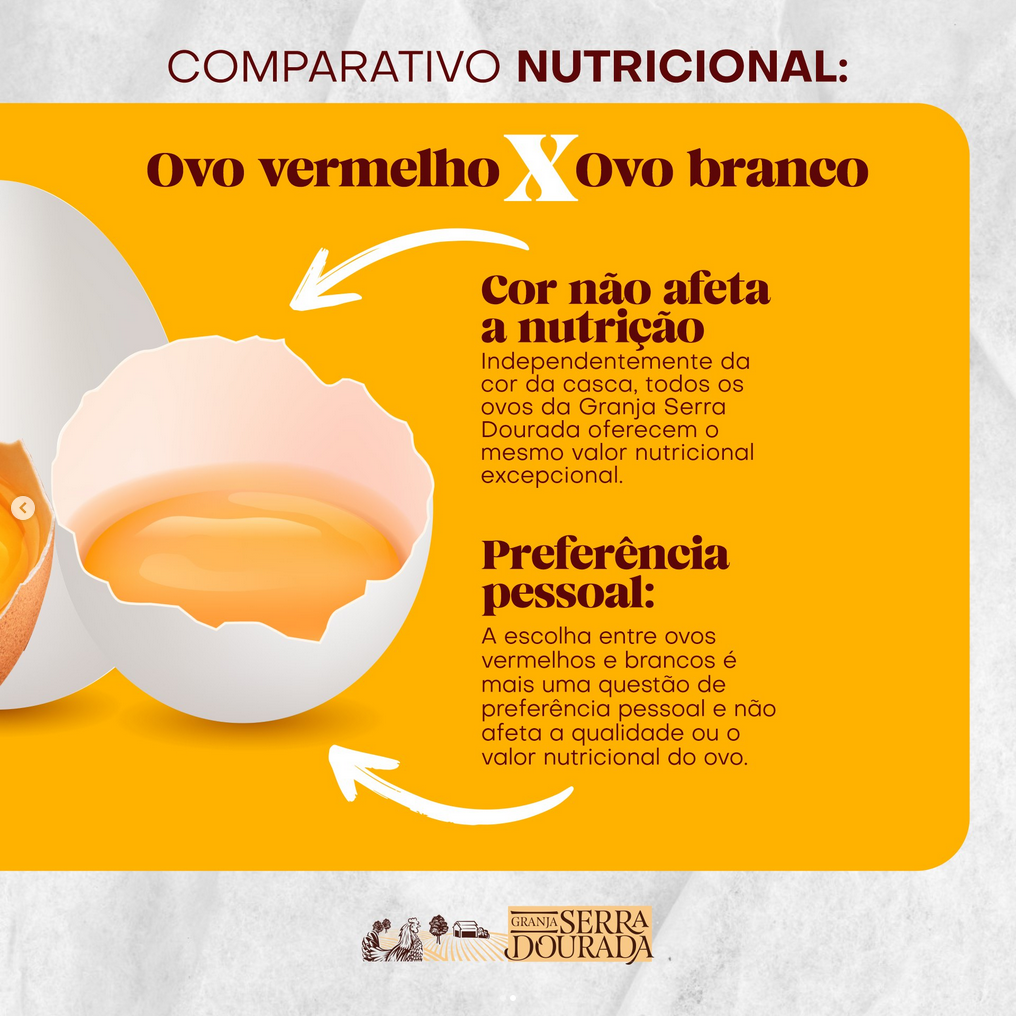 COMPARATIVO NUTRICIONAL:
Ovo vermelho X Ovo branco
Cor não afeta
a nutrição
Independentemente da
cor da casca, todos os
ovos da Granja Serra
Dourada oferecem o
mesmo valor nutricional
excepcional.
Preferência
pessoal:
A escolha entre ovos
vermelhos e brancos é
mais uma questão de
preferência pessoal e não
afeta a qualidade ou o
valor nutricional do ovo.
GRANJA SERRA
DOURADA